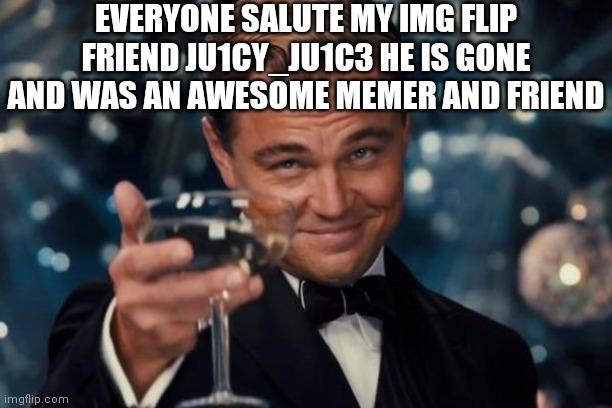 EVERYONE SALUTE MY IMG FLIP
FRIEND JU1CY_JU1C3 HE IS GONE
AND WAS AN AWESOME MEMER AND FRIEND
imgflip.com